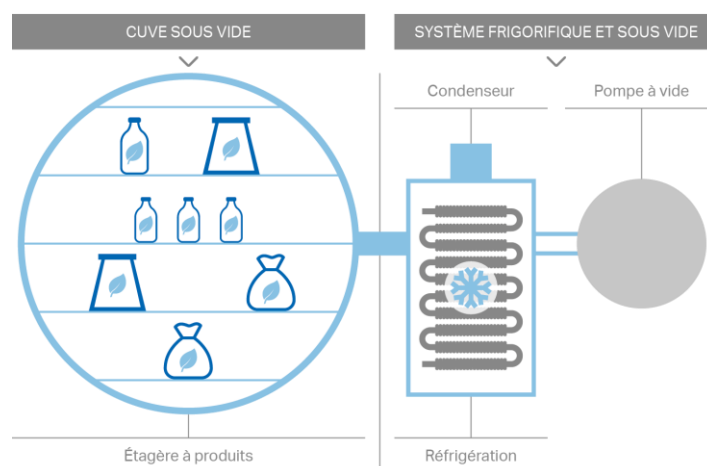 CUVE SOUS VIDE
SYSTÈME FRIGORIFIQUE ET SOUS VIDE
Condenseur
Pompe à vide
Étagère à produits
Réfrigération